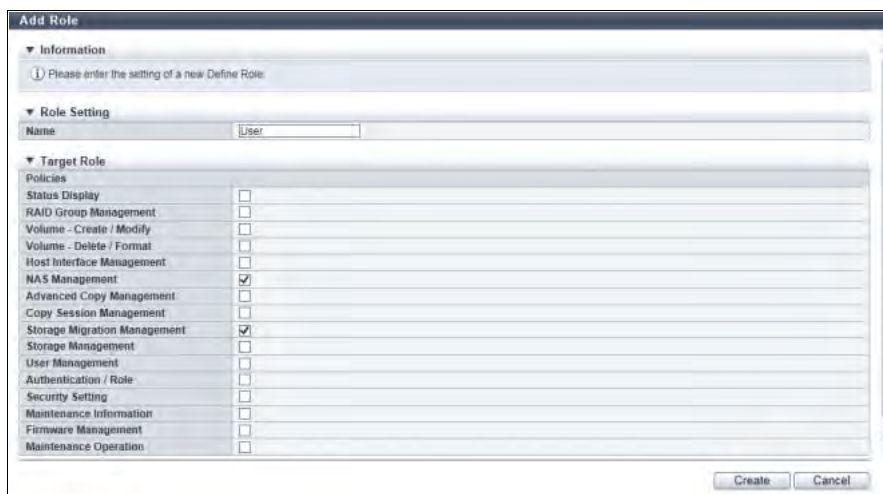 Add Role
▼ Information
Please enter the setting of a new Define Role.
▼ Role Setting
Name User
▼ Target Role
Policies
Status Display
RAID Group Management
Volume - Create / Modify
Volume - Delete / Format
Host Interface Management
NAS Management
Advanced Copy Management
Copy Session Management
Storage Migration Management
Storage Management
User Management
Authentication / Role
Security Setting
Maintenance Information
Firmware Management
Maintenance Operation
Create Cancel